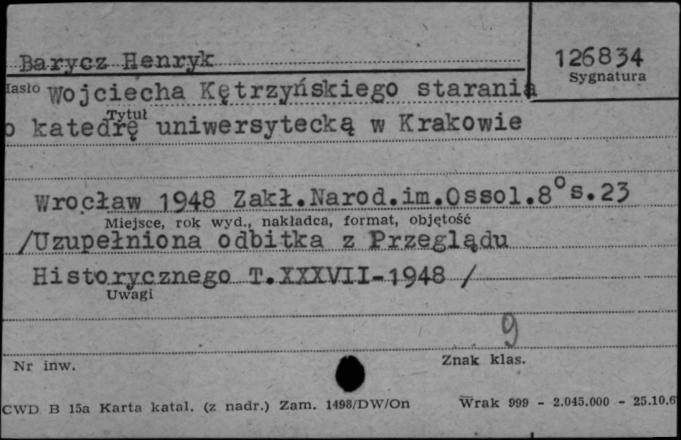 Barycz Henryk
126834
Sygnatura
Hasło Wojciecha Kętrzyńskiego starania
Tytuł
o katedrę uniwersytecką w Krakowie
Wrocław 1948 Zakł.Narod.im.Ossol.8° s.23
Miejsce, rok wyd., nakładca, format, objętość
/Uzupełniona odbitka z Przeglądu
Historycznego T.XXXVII-1948 /
Uwagi
9
Nr inw.
Znak klas.
CWD B 15a Karta katal. (z nadr.) Zam. 1498/DW/On Wrak 999 - 2.045.000 - 25.10.6